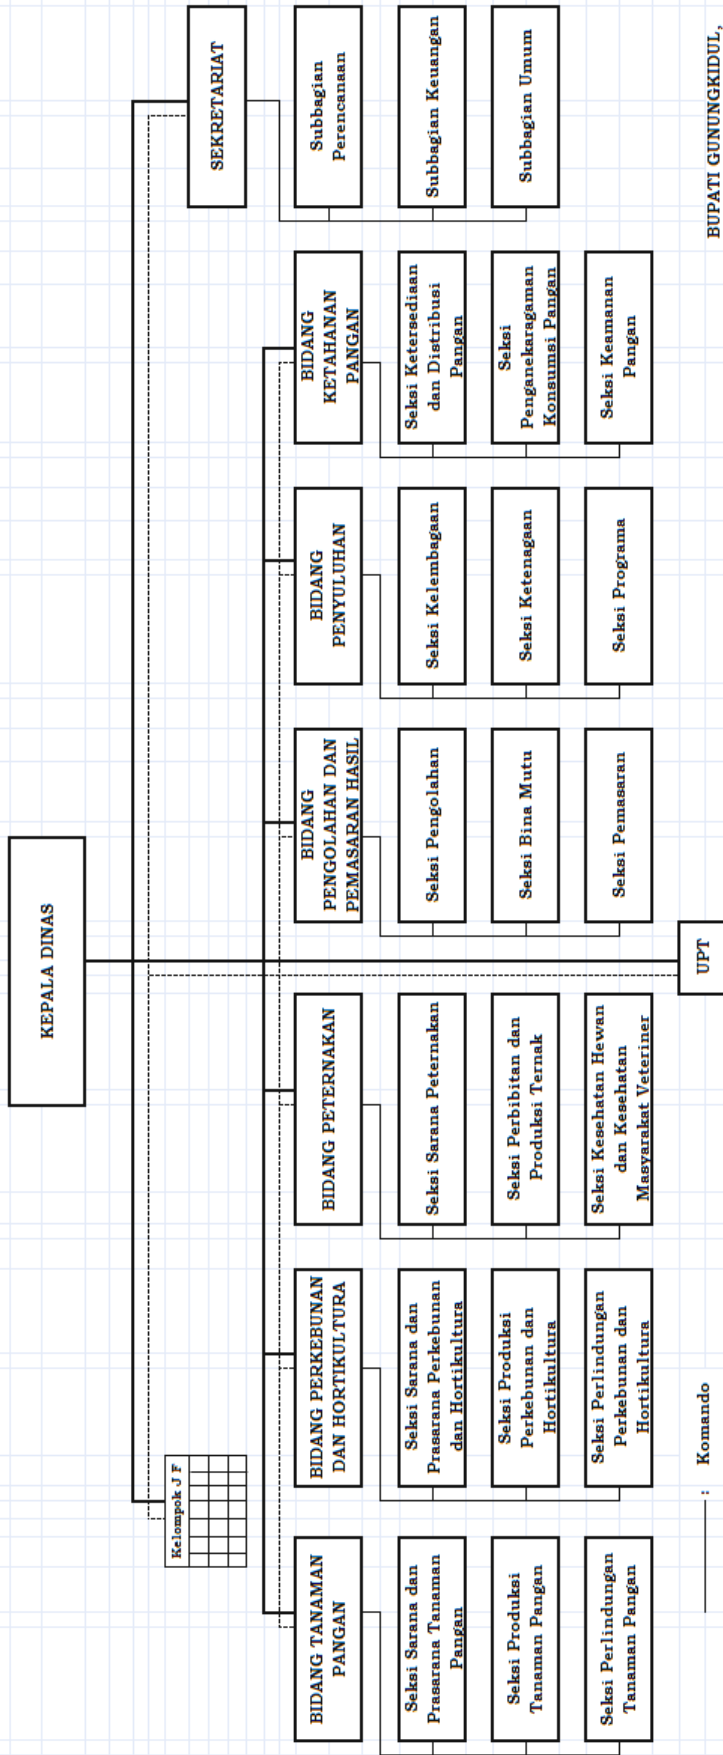 KEPALA DINAS
Kelompok J F
SEKRETARIAT
Subbagian
Perencanaan
Subbagian Keuangan
Subbagian Umum
BIDANG TANAMAN
PANGAN
Seksi Sarana dan
Prasarana Tanaman
Pangan
Seksi Produksi
Tanaman Pangan
Seksi Perlindungan
Tanaman Pangan
BIDANG PERKEBUNAN
DAN HORTIKULTURA
Seksi Sarana dan
Prasarana Perkebunan
dan Hortikultura
Seksi Produksi
Perkebunan dan
Hortikultura
Seksi Perlindungan
Perkebunan dan
Hortikultura
BIDANG PETERNAKAN
Seksi Sarana Peternakan
Seksi Perbibitan dan
Produksi Ternak
Seksi Kesehatan Hewan
dan Kesehatan
Masyarakat Veteriner
BIDANG
PENGOLAHAN DAN
PEMASARAN HASIL
Seksi Pengolahan
Seksi Bina Mutu
Seksi Pemasaran
BIDANG
PENYULUHAN
Seksi Kelembagaan
Seksi Ketenagaan
Seksi Programa
BIDANG
KETAHANAN
PANGAN
Seksi Ketersediaan
dan Distribusi
Pangan
Seksi
Penganekaragaman
Konsumsi Pangan
Seksi Keamanan
Pangan
UPT
: Komando
BUPATI GUNUNGKIDUL,